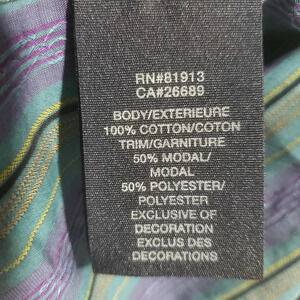 RN#81913
CA#26689
BODY/EXTERIEURE
100% COTTON/COTON
TRIM/GARNITURE
50% MODAL/
MODAL
50% POLYESTER/
POLYESTER
EXCLUSIVE OF
DECORATION
EXCLUS DES
DECORATIONS